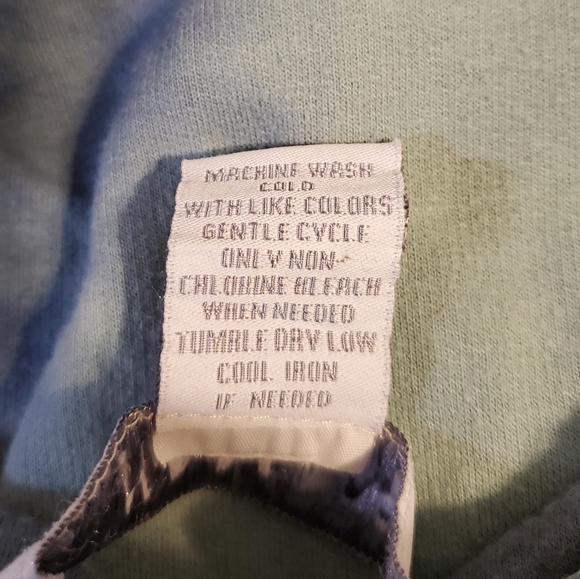 MACHINE WASH
COLD
WITH LIKE COLORS
GENTLE CYCLE
ONLY NON-
CHLORINE BLEACH
WHEN NEEDED
TUMBLE DRY LOW
COOL IRON
IF NEEDED